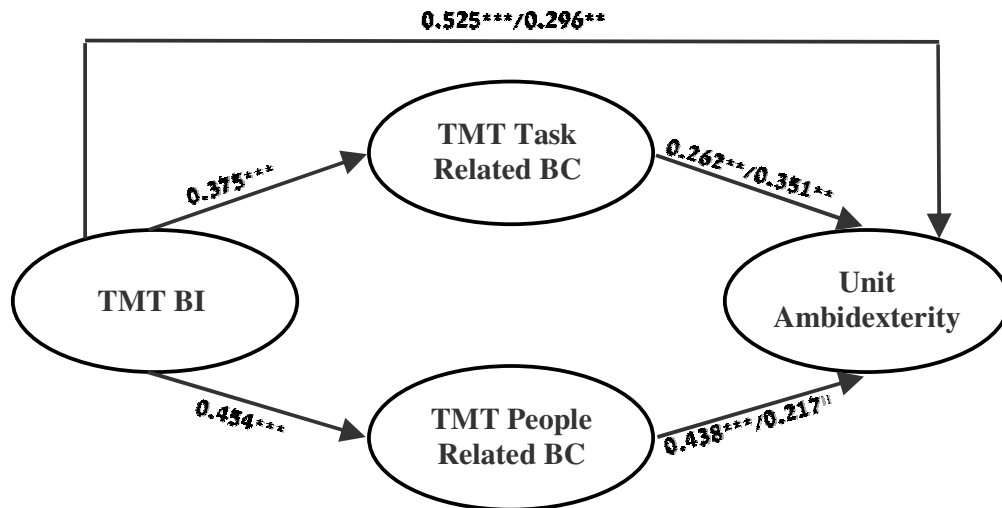 0.525***/0.296**
TMT Task
Related BC
0.262**/0.351**
0.375***
TMT BI
Unit
Ambidexterity
0.454***
TMT People
Related BC
0.438***/0.217